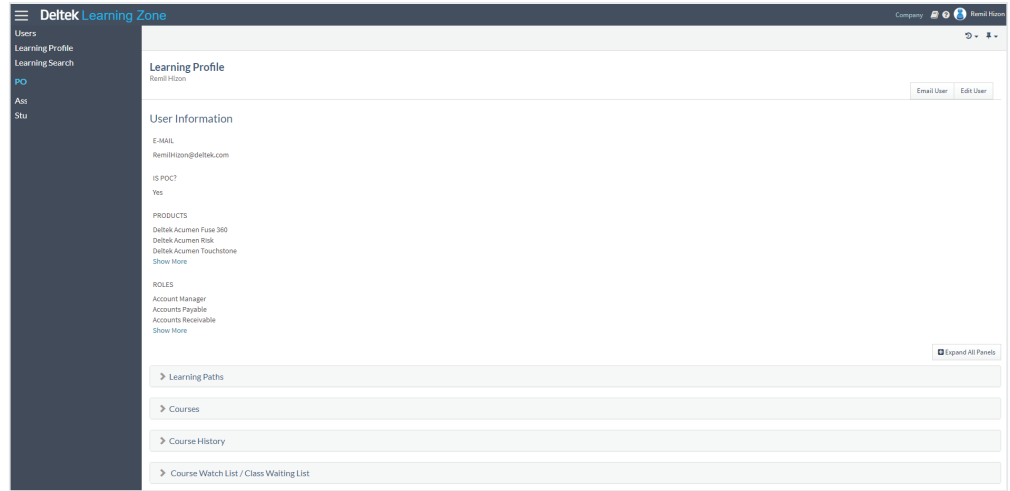 Deltek Learning Zone
Company
Remil Hizon
Users
Learning Profile
Learning Search
PO
Ass
Stu
Learning Profile
Remil Hizon
Email User Edit User
User Information
E-MAIL
RemilHizon@deltek.com
IS POC?
Yes
PRODUCTS
Deltek Acumen Fuse 360
Deltek Acumen Risk
Deltek Acumen Touchstone
Show More
ROLES
Account Manager
Accounts Payable
Accounts Receivable
Show More
Expand All Panels
Learning Paths
Courses
Course History
Course Watch List / Class Waiting List